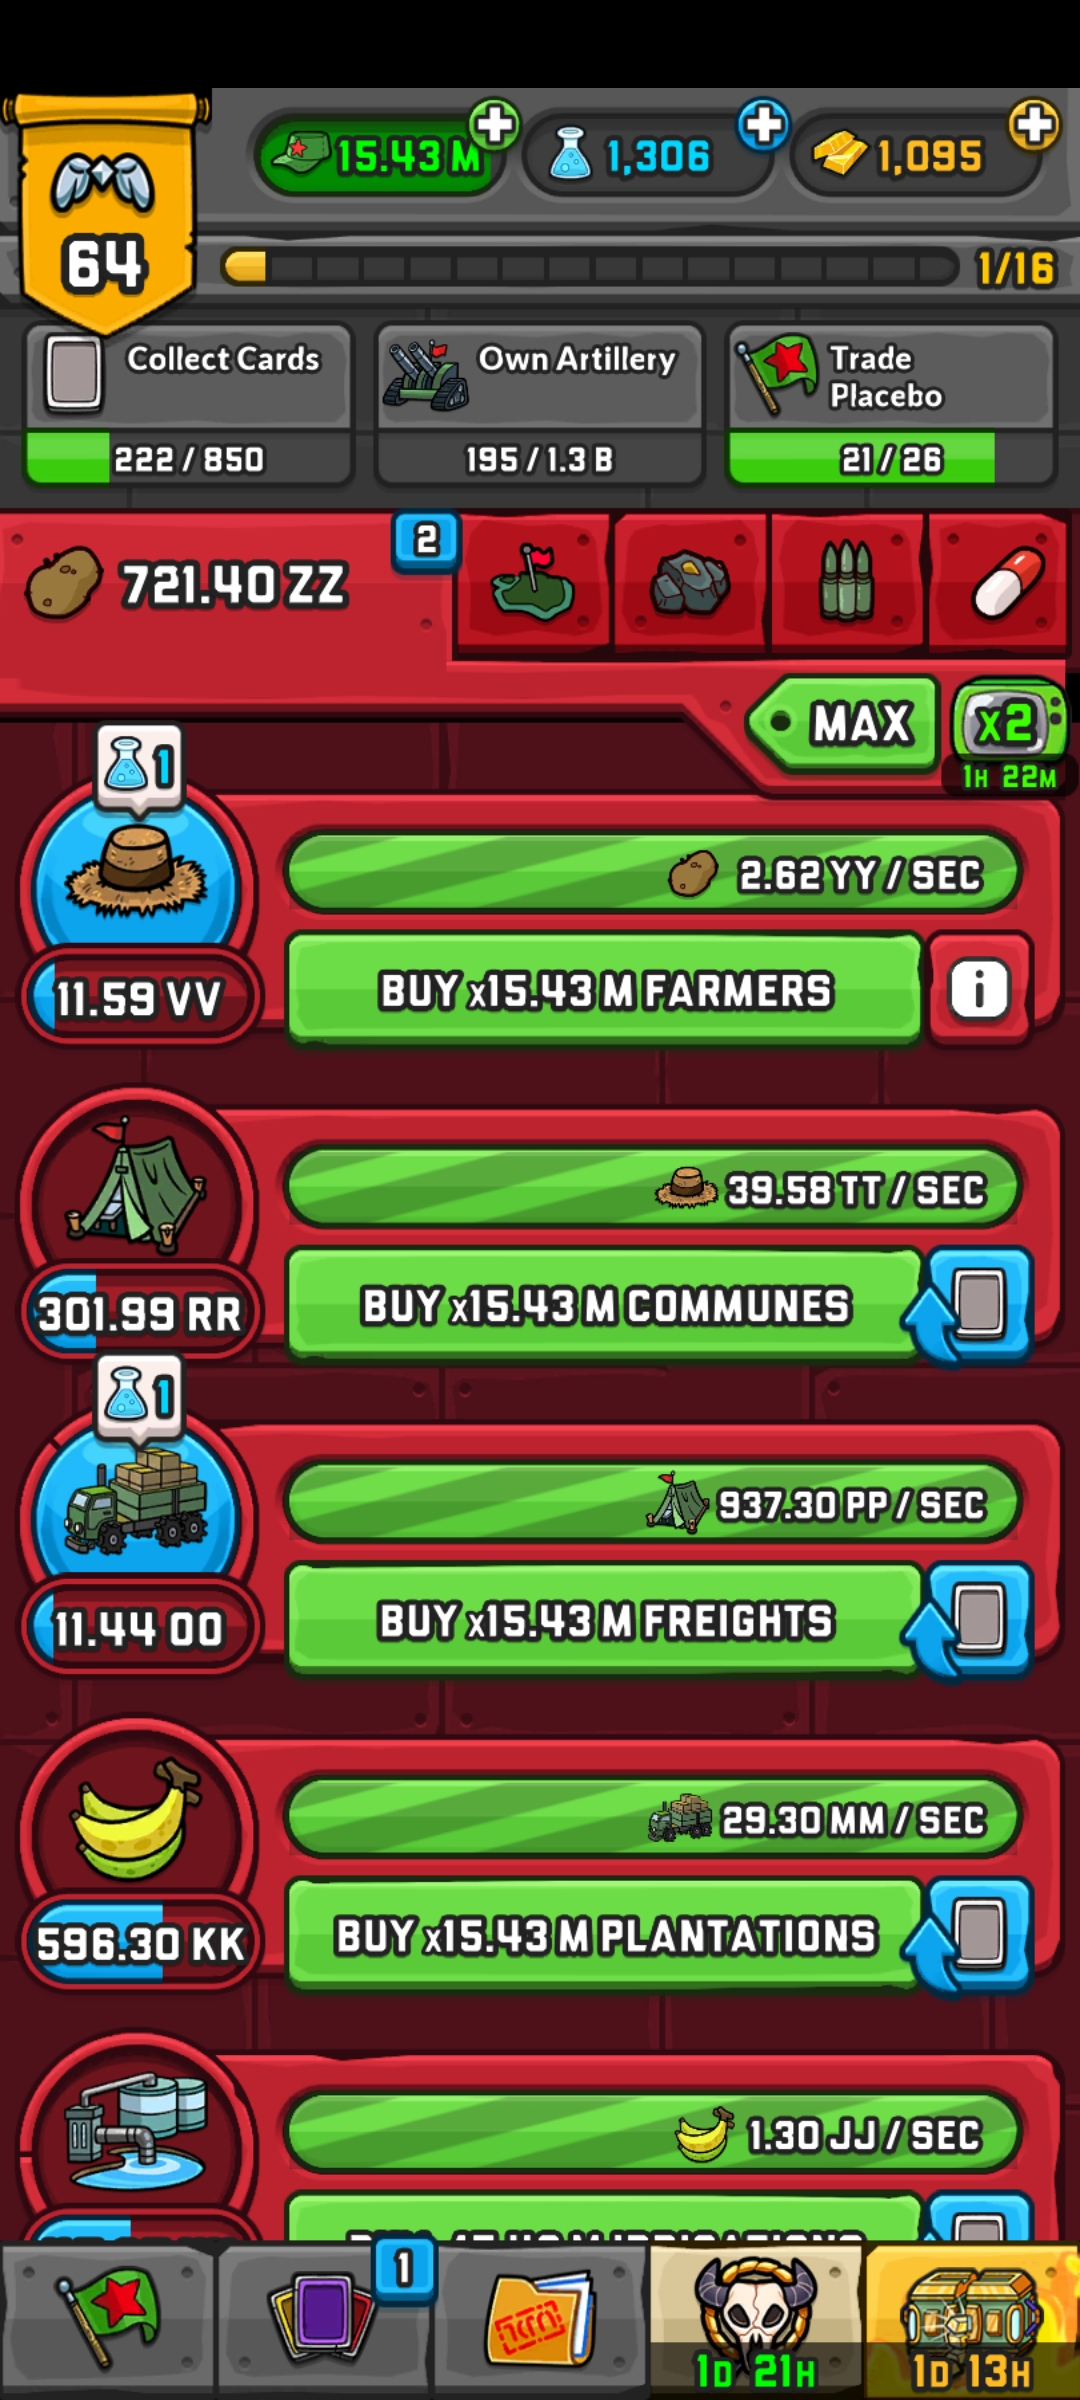 15.43 M
1,306
1,095
64
1/16
Collect Cards
Own Artillery
Trade
Placebo
222 / 850
195 / 1.3 B
21 / 26
721.40 ZZ
2
MAX
x2
1H 22M
1
2.62 YY / SEC
11.59 VV
BUY x15.43 M FARMERS
i
39.58 TT / SEC
301.99 RR
BUY x15.43 M COMMUNES
1
937.30 PP / SEC
11.44 OO
BUY x15.43 M FREIGHTS
29.30 MM / SEC
596.30 KK
BUY x15.43 M PLANTATIONS
1.30 JJ / SEC
1
1D 21H
1D 13H